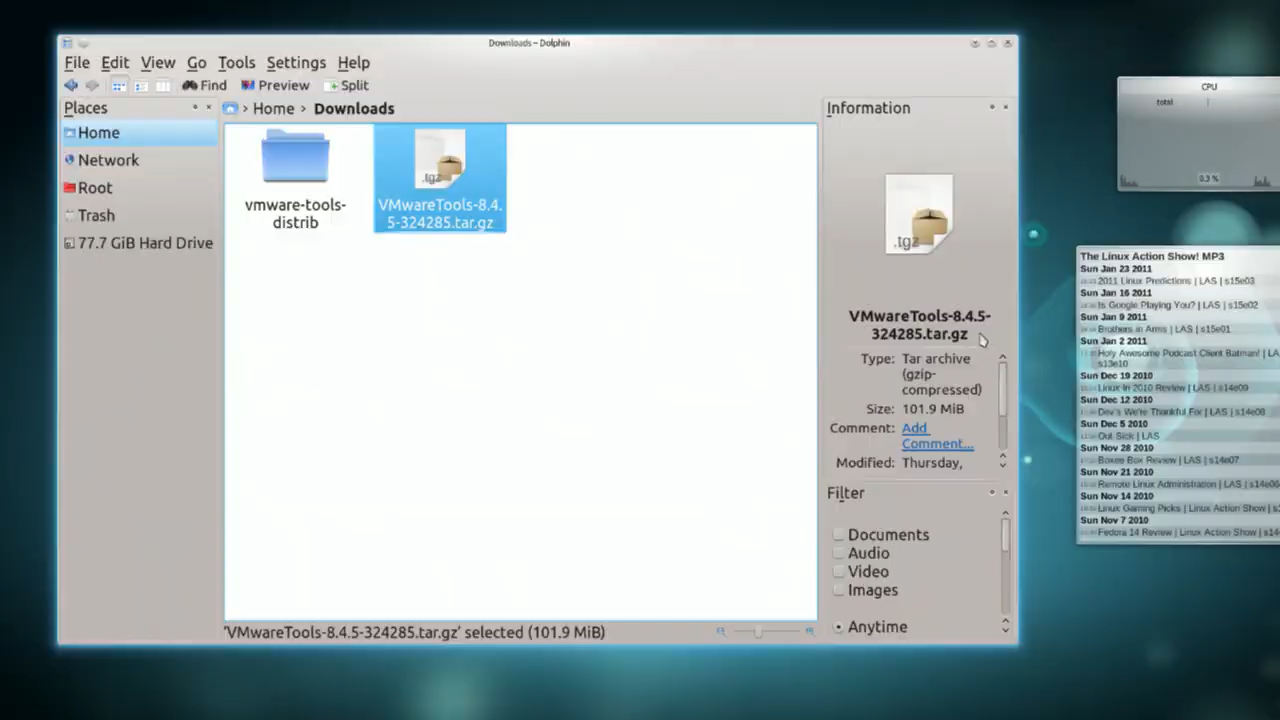 Downloads – Dolphin
File Edit View Go Tools Settings Help
Find Preview Split
Places
Home
Network
Root
Trash
77.7 GiB Hard Drive
> Home > Downloads
vmware-tools-
distrib
.tgz
VMwareTools-8.4.
5-324285.tar.gz
Information
.tgz
VMwareTools-8.4.5-
324285.tar.gz
Type: Tar archive
(gzip-
compressed)
Size: 101.9 MiB
Comment: Add
Comment...
Modified: Thursday,
Filter
Documents
Audio
Video
Images
Anytime
'VMwareTools-8.4.5-324285.tar.gz' selected (101.9 MiB)
CPU
total
0.3 %
The Linux Action Show! MP3
Sun Jan 23 2011
2011 Linux Predictions | LAS | s15e03
Sun Jan 16 2011
Is Google Playing You? | LAS | s15e02
Sun Jan 9 2011
Brothers in Arms | LAS | s15e01
Sun Jan 2 2011
Holy Awesome Podcast Client Batman! | LA
s13e10
Sun Dec 19 2010
Linux in 2010 Review | LAS | s14e09
Sun Dec 12 2010
Dev's We're Thankful For | LAS | s14e08
Sun Dec 5 2010
Out Sick | LAS
Sun Nov 28 2010
Boxee Box Review | LAS | s14e07
Sun Nov 21 2010
Remote Linux Administration | LAS | s14e06
Sun Nov 14 2010
Linux Gaming Picks | Linux Action Show | s
Sun Nov 7 2010
Fedora 14 Review | Linux Action Show | s14